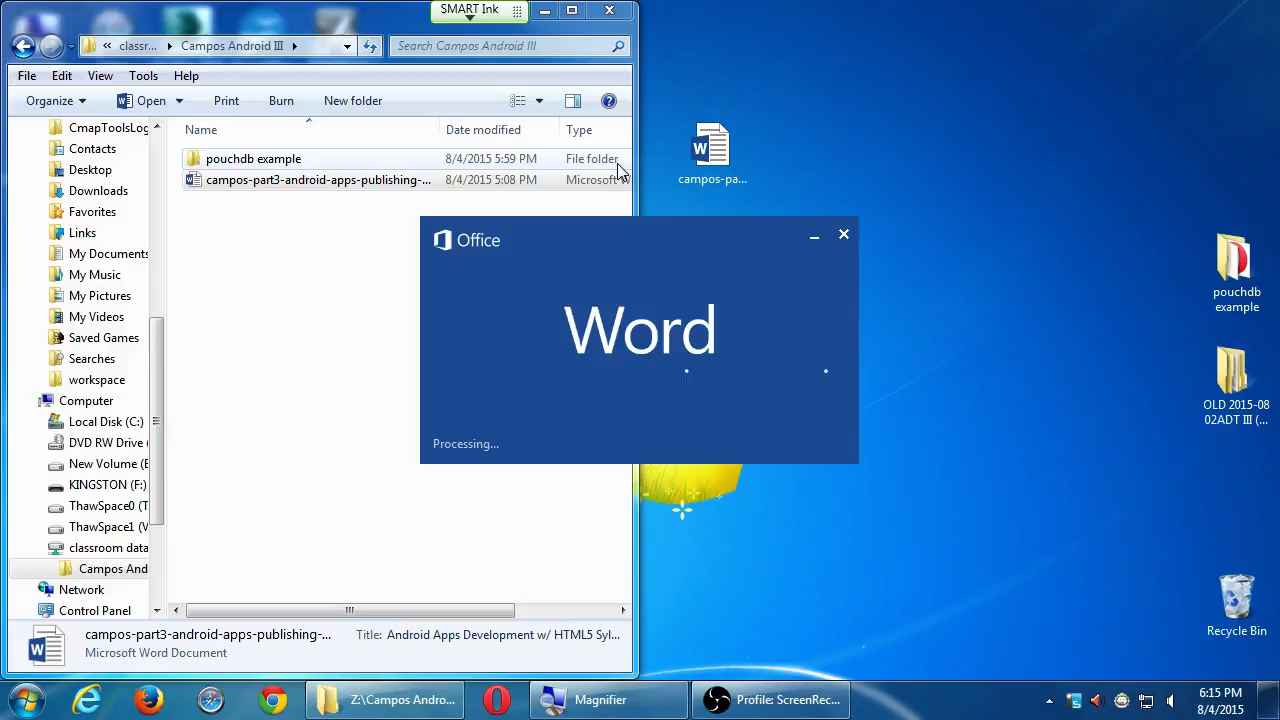 SMART Ink
classr...
Campos Android III
Search Campos Android III
File Edit View Tools Help
Organize Open Print Burn New folder
Name Date modified Type
pouchdb example 8/4/2015 5:59 PM File folder
campos-part3-android-apps-publishing-... 8/4/2015 5:08 PM Microsoft W
CmapToolsLog
Contacts
Desktop
Downloads
Favorites
Links
My Documents
My Music
My Pictures
My Videos
Saved Games
Searches
workspace
Computer
Local Disk (C:)
DVD RW Drive (
New Volume (E
KINGSTON (F:)
ThawSpace0 (T
ThawSpace1 (V
classroom data
Campos And
Network
Control Panel
campos-part3-android-apps-publishing-... Title: Android Apps Development w/ HTML5 Syl...
Microsoft Word Document
Office
Word
Processing...
campos-pa...
pouchdb
example
OLD 2015-08
02ADT III (...
Recycle Bin
Z:\Campos Andro...
Magnifier
Profile: ScreenRec...
6:15 PM
8/4/2015